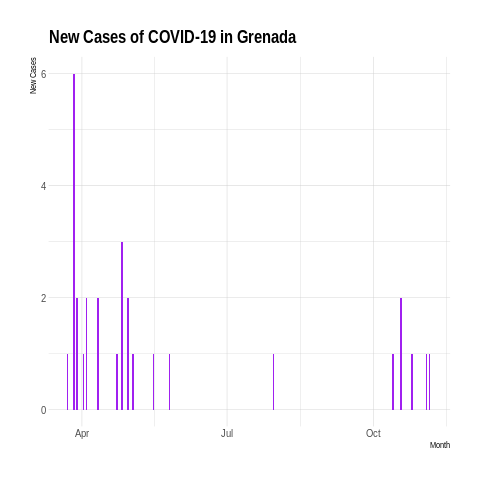 New Cases of COVID-19 in Grenada
New Cases
6
4
2
0
Apr
Jul
Oct
Month